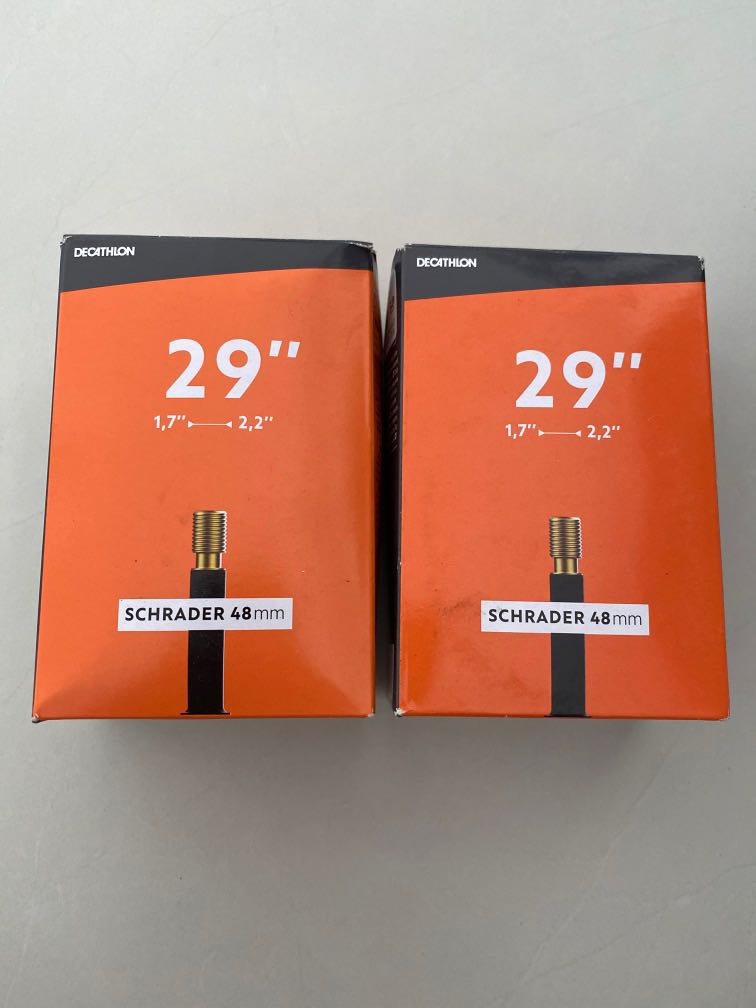 DECATHLON
29"
1,7" 2,2"
SCHRADER 48mm
DECATHLON
29"
1,7" 2,2"
SCHRADER 48mm